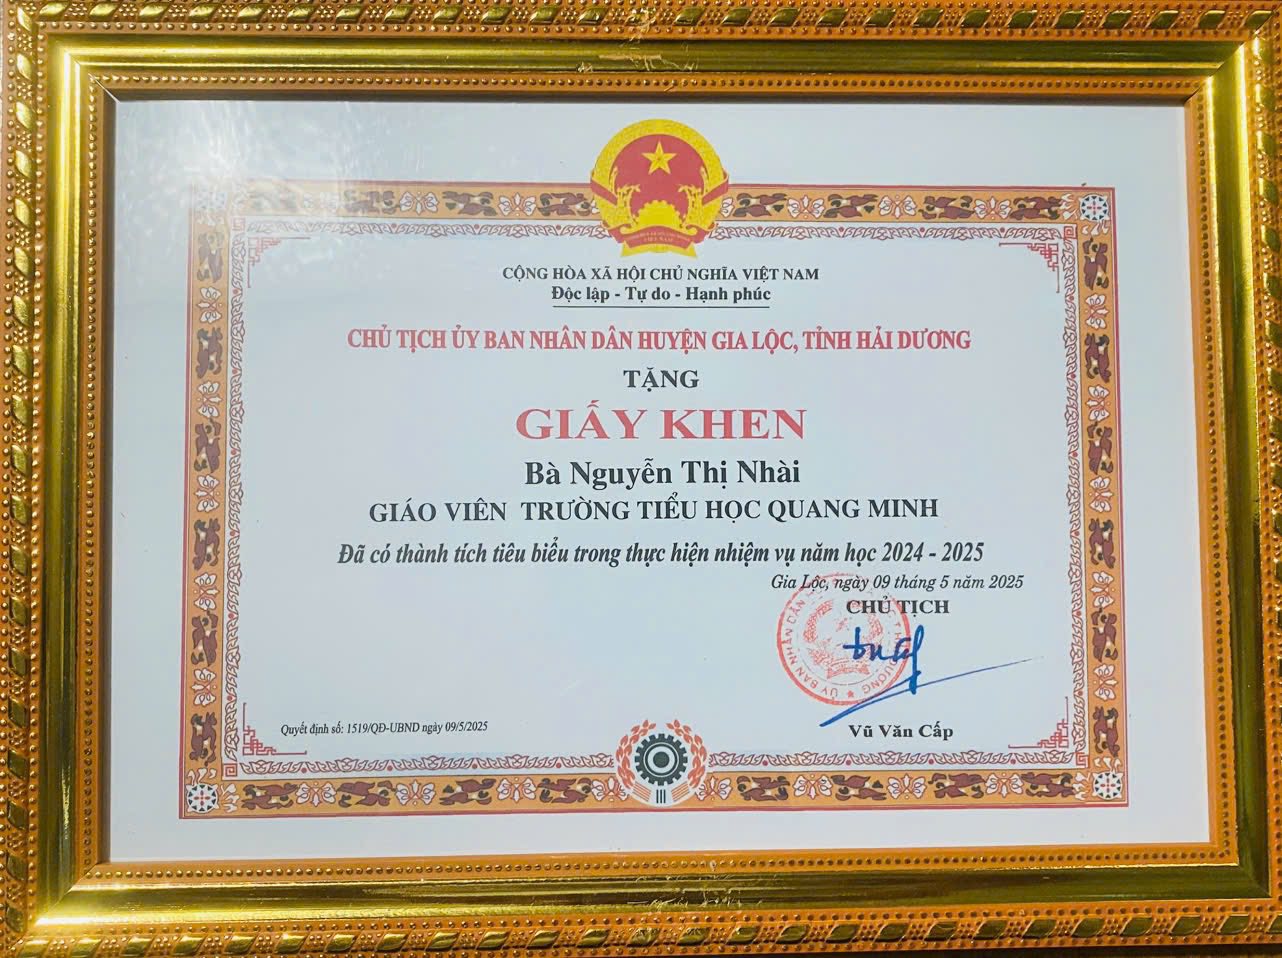 CỘNG HÒA XÃ HỘI CHỦ NGHĨA VIỆT NAM
Độc lập - Tự do - Hạnh phúc
CHỦ TỊCH ỦY BAN NHÂN DÂN HUYỆN GIA LỘC, TỈNH HẢI DƯƠNG
TẶNG
GIẤY KHEN
Bà Nguyễn Thị Nhài
GIÁO VIÊN TRƯỜNG TIỂU HỌC QUANG MINH
Đã có thành tích tiêu biểu trong thực hiện nhiệm vụ năm học 2024 - 2025
Gia Lộc, ngày 09 tháng 5 năm 2025
CHỦ TỊCH
ỦY BAN NHÂN DÂN
Quyết định số: 1519/QĐ-UBND ngày 09/5/2025
Vũ Văn Cấp